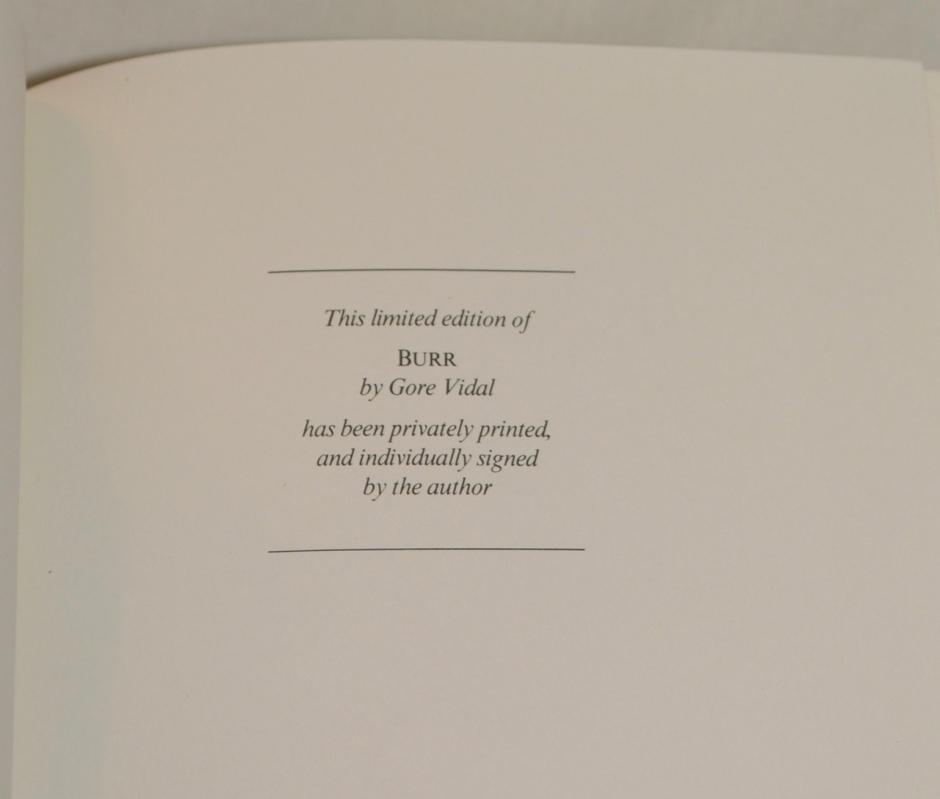 This limited edition of
BURR
by Gore Vidal
has been privately printed,
and individually signed
by the author